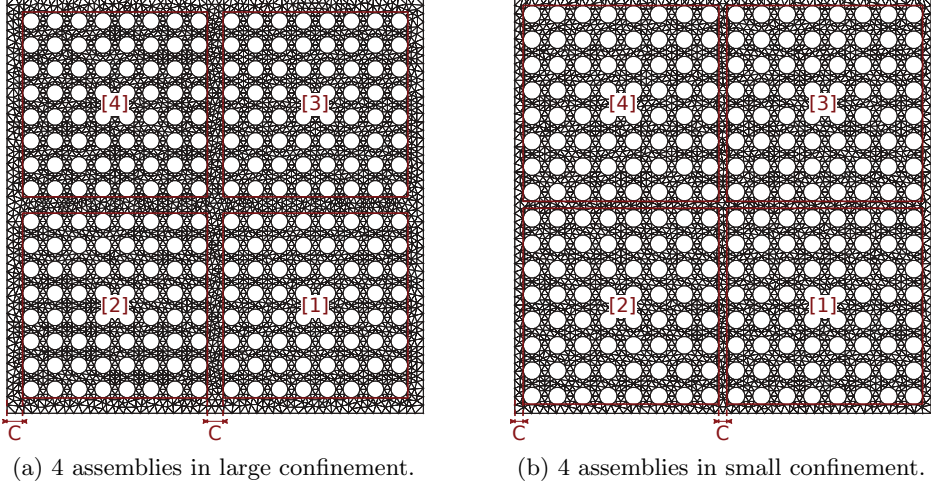 [4] [3] [4] [3]
[2] [1] [2] [1]
C C C C
(a) 4 assemblies in large confinement. (b) 4 assemblies in small confinement.